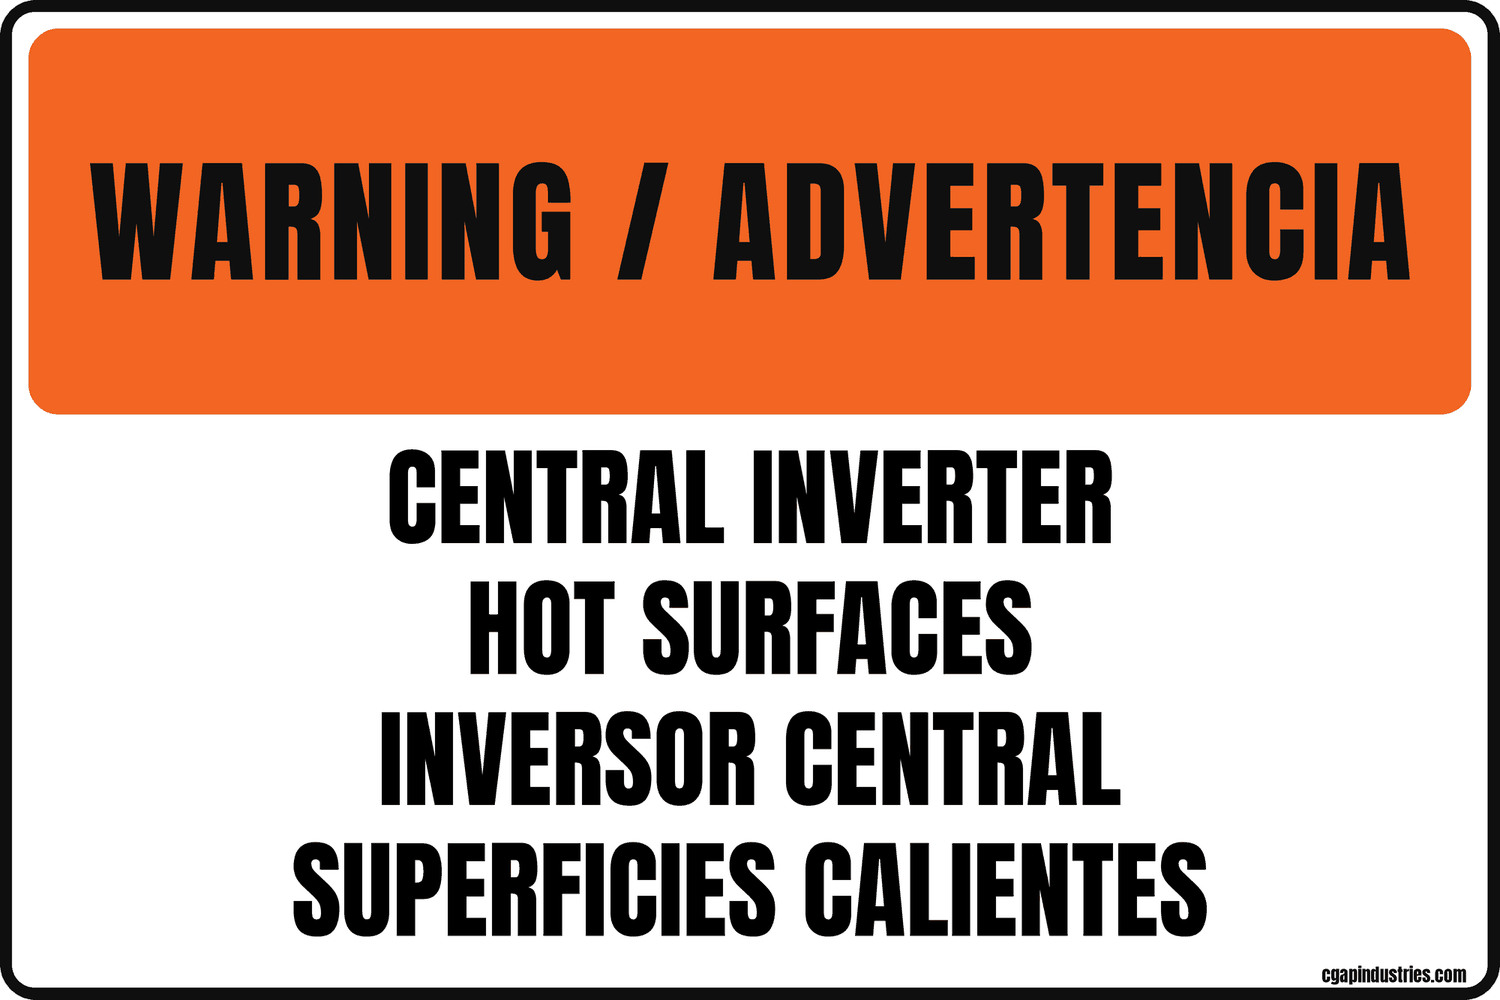 WARNING / ADVERTENCIA
CENTRAL INVERTER
HOT SURFACES
INVERSOR CENTRAL
SUPERFICIES CALIENTES
cgapindustries.com